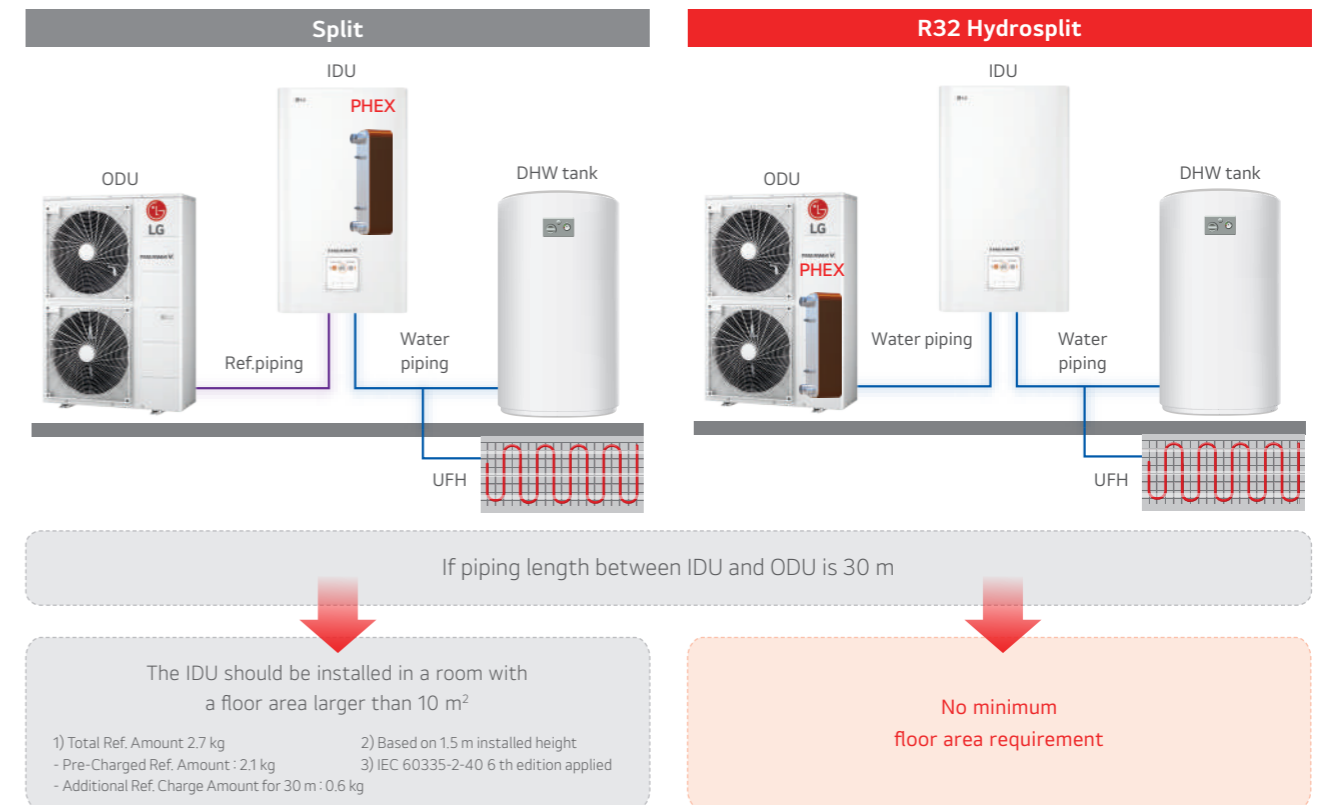 Split
IDU
PHEX
ODU
DHW tank
LG
Ref.piping
Water
piping
UFH
R32 Hydrosplit
IDU
ODU
DHW tank
LG
PHEX
Water piping
Water
piping
UFH
If piping length between IDU and ODU is 30 m
The IDU should be installed in a room with
a floor area larger than 10 m²
1) Total Ref. Amount 2.7 kg
- Pre-Charged Ref. Amount : 2.1 kg
- Additional Ref. Charge Amount for 30 m : 0.6 kg
2) Based on 1.5 m installed height
3) IEC 60335-2-40 6 th edition applied
No minimum
floor area requirement